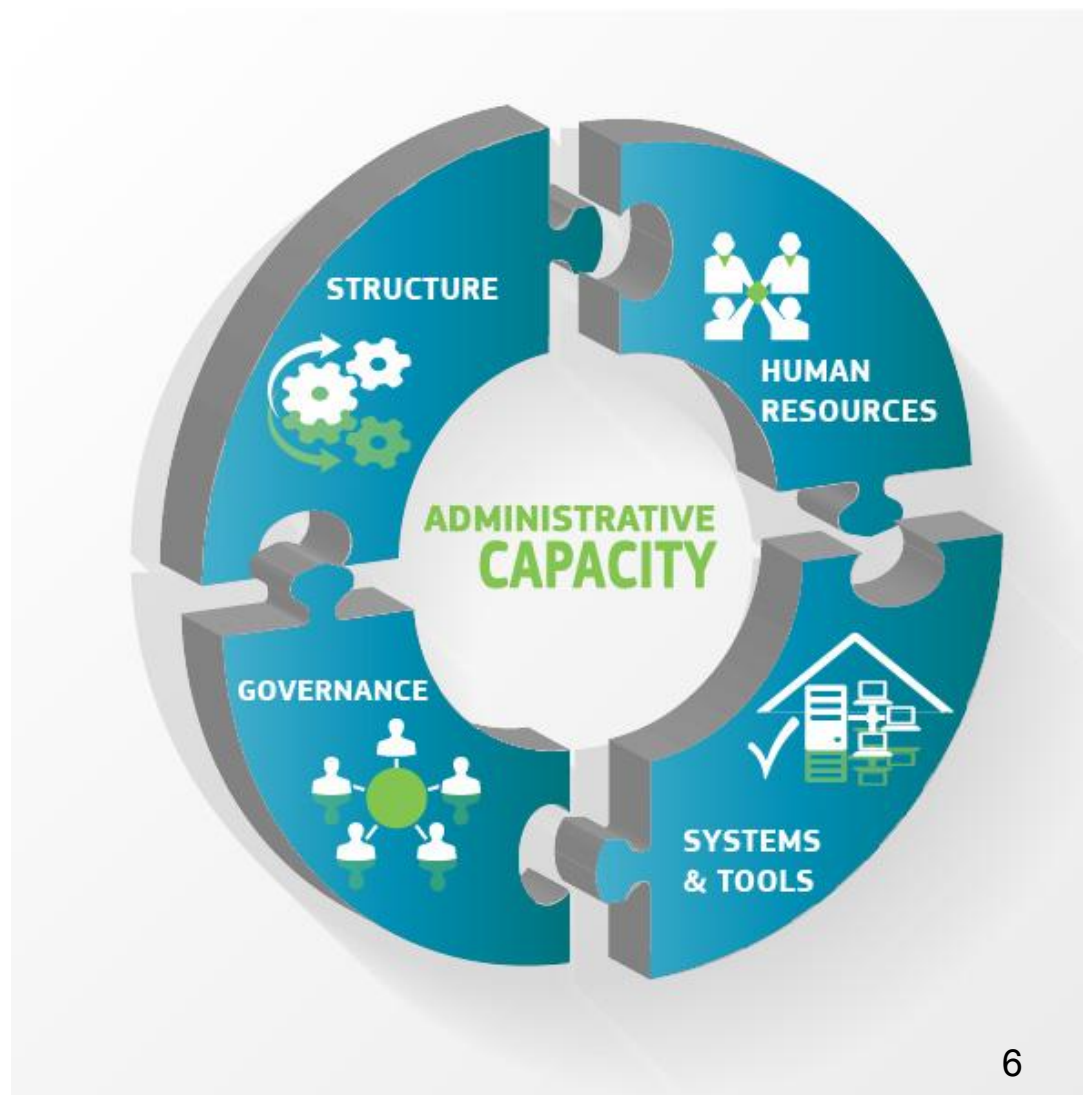 STRUCTURE
HUMAN
RESOURCES
ADMINISTRATIVE
CAPACITY
GOVERNANCE
SYSTEMS
& TOOLS
6